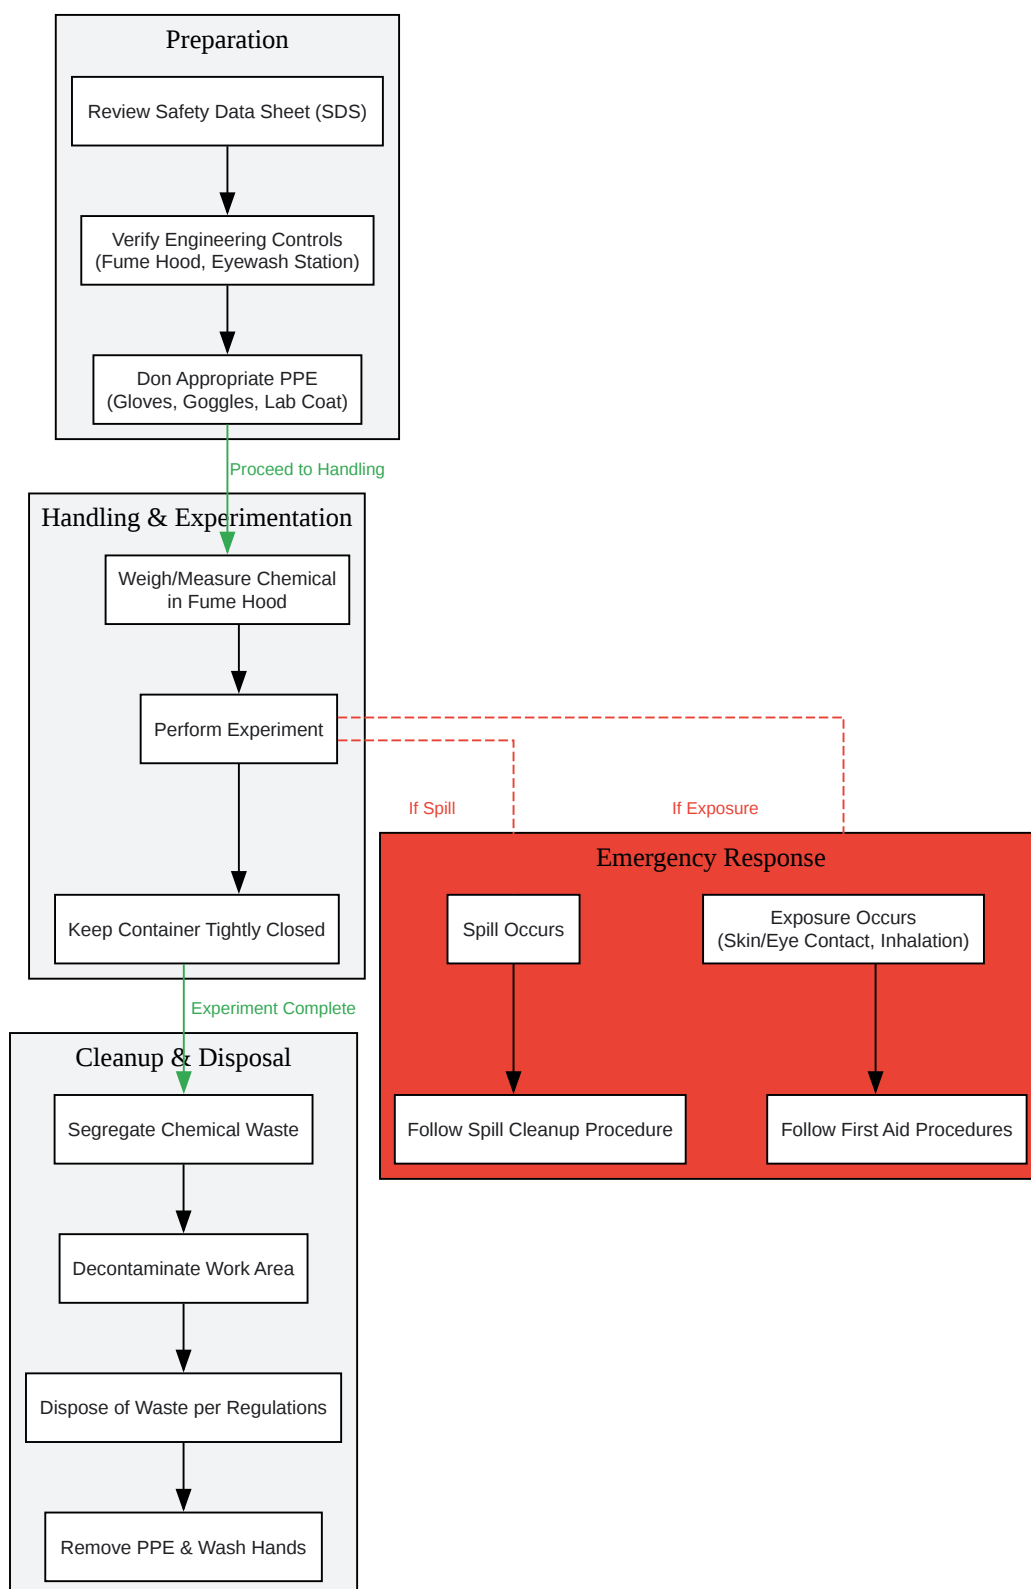 Preparation
Review Safety Data Sheet (SDS)
Verify Engineering Controls
(Fume Hood, Eyewash Station)
Don Appropriate PPE
(Gloves, Goggles, Lab Coat)
Proceed to Handling
Handling & Experimentation
Weigh/Measure Chemical
in Fume Hood
Perform Experiment
If Spill
If Exposure
Keep Container Tightly Closed
Emergency Response
Spill Occurs
Exposure Occurs
(Skin/Eye Contact, Inhalation)
Follow Spill Cleanup Procedure
Follow First Aid Procedures
Experiment Complete
Cleanup & Disposal
Segregate Chemical Waste
Decontaminate Work Area
Dispose of Waste per Regulations
Remove PPE & Wash Hands